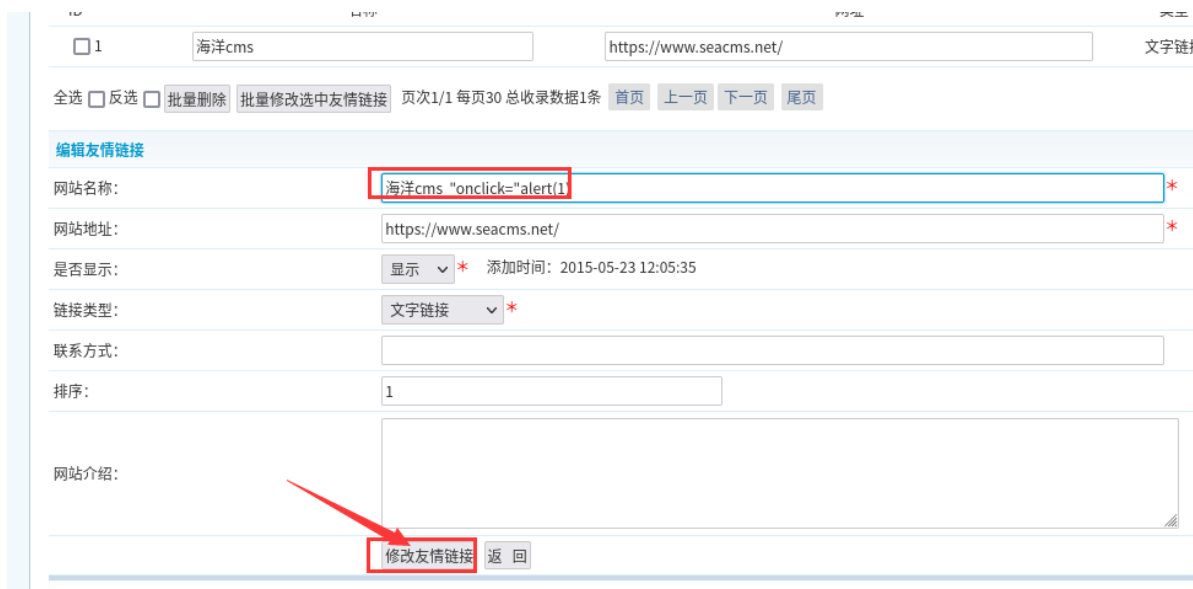 ID 名称 网址 类型
1 海洋cms https://www.seacms.net/ 文字链接
全选 反选 批量删除 批量修改选中友情链接 页次1/1 每页30 总收录数据1条 首页 上一页 下一页 尾页
编辑友情链接
网站名称： 海洋cms "onclick="alert(1) *
网站地址： https://www.seacms.net/ *
是否显示： 显示 * 添加时间：2015-05-23 12:05:35
链接类型： 文字链接 *
联系方式：
排序： 1
网站介绍：
修改友情链接 返 回